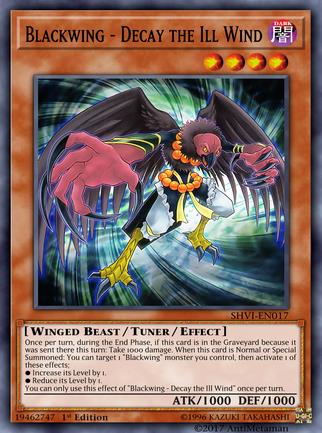 BLACKWING - DECAY THE ILL WIND
DARK
闇
SHVI-EN017
[WINGED BEAST / TUNER / EFFECT]
Once per turn, during the End Phase, if this card is in the Graveyard because it
was sent there this turn: Take 1000 damage. When this card is Normal or Special
Summoned: You can target 1 "Blackwing" monster you control, then activate 1 of
these effects;
● Increase its Level by 1.
● Reduce its Level by 1.
You can only use this effect of "Blackwing - Decay the Ill Wind" once per turn.
ATK/1000 DEF/1000
19462747 1st Edition ©1996 KAZUKI TAKAHASHI
©2017 AntiMetaman